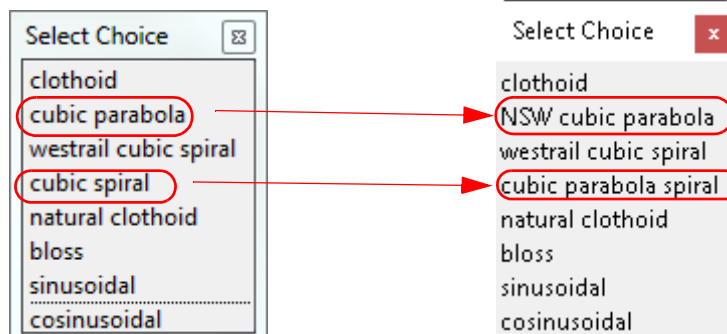 Select Choice
clothoid
cubic parabola
westrail cubic spiral
cubic spiral
natural clothoid
bloss
sinusoidal
cosinusoidal
Select Choice
x
clothoid
NSW cubic parabola
westrail cubic spiral
cubic parabola spiral
natural clothoid
bloss
sinusoidal
cosinusoidal